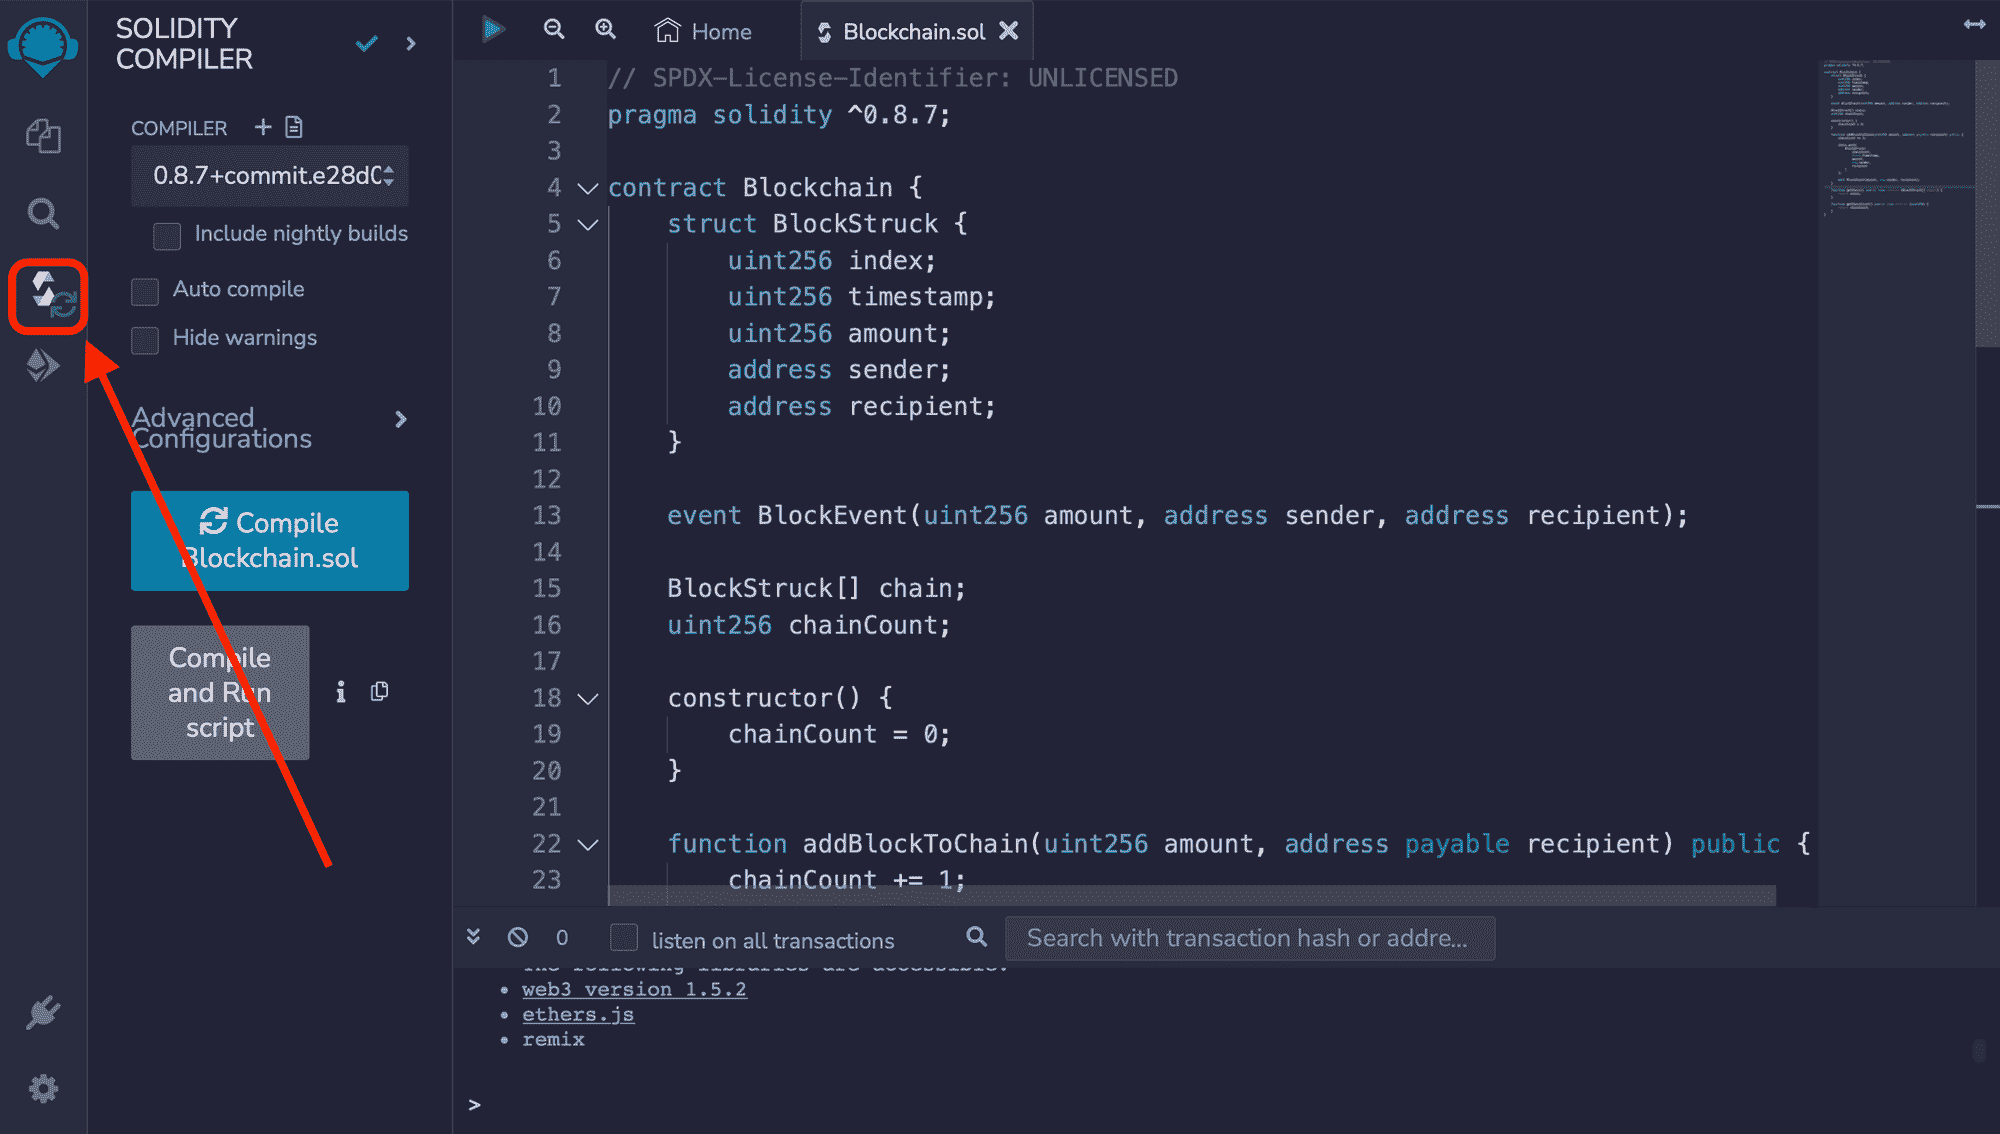 SOLIDITY
COMPILER
COMPILER
0.8.7+commit.e28d0
Include nightly builds
Auto compile
Hide warnings
Advanced
Configurations
Compile
Blockchain.sol
Compile
and Run
script
Home
Blockchain.sol
1 // SPDX-License-Identifier: UNLICENSED
2 pragma solidity ^0.8.7;
3
4 contract Blockchain {
5 struct BlockStruck {
6 uint256 index;
7 uint256 timestamp;
8 uint256 amount;
9 address sender;
10 address recipient;
11 }
12
13 event BlockEvent(uint256 amount, address sender, address recipient);
14
15 BlockStruck[] chain;
16 uint256 chainCount;
17
18 constructor() {
19 chainCount = 0;
20 }
21
22 function addBlockToChain(uint256 amount, address payable recipient) public {
23 chainCount += 1;
0
listen on all transactions
Search with transaction hash or addre...
The following libraries are accessible:
• web3 version 1.5.2
• ethers.js
• remix
>